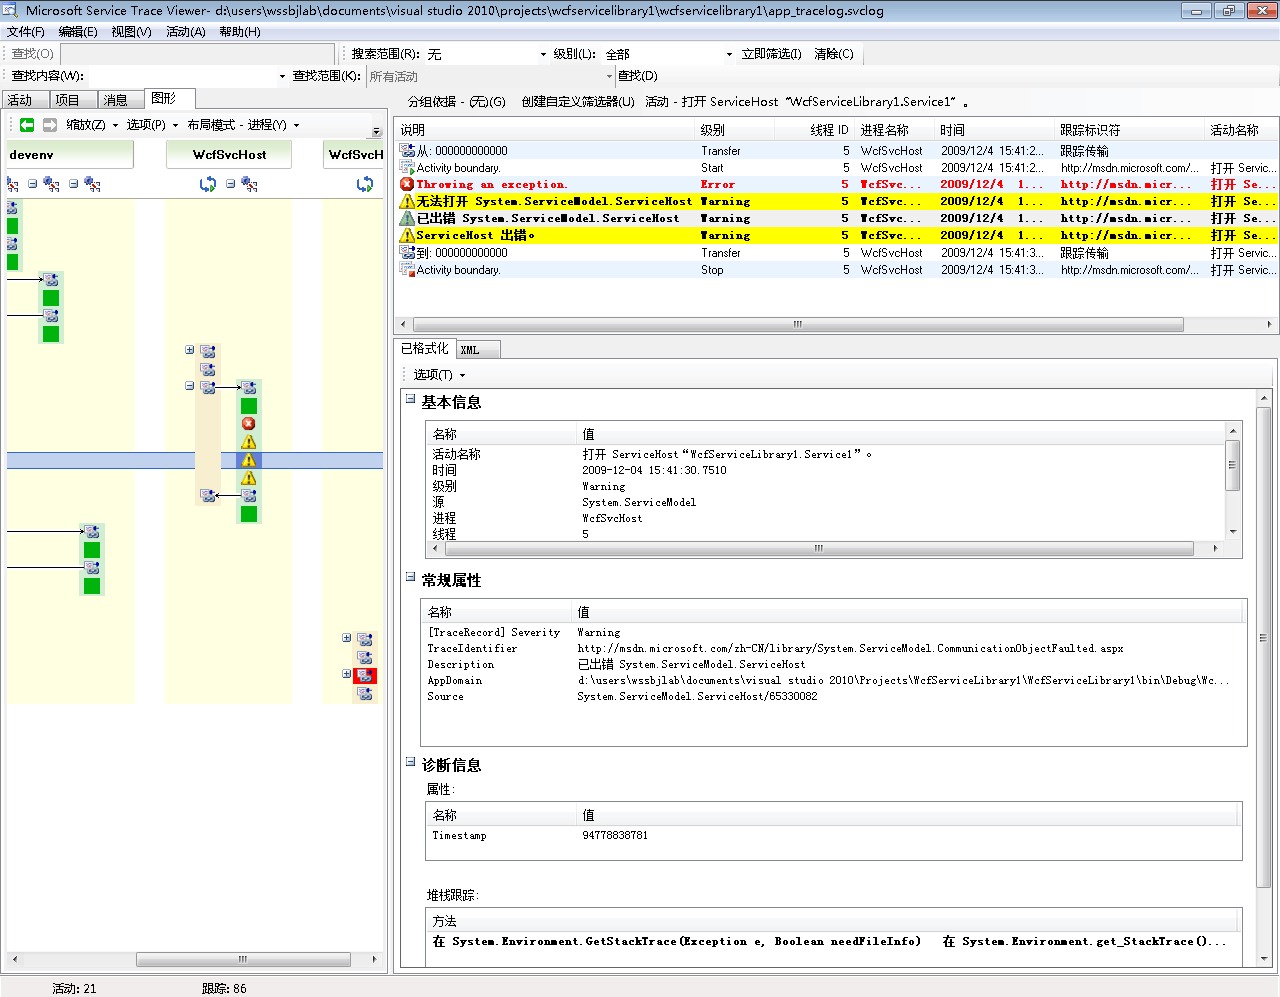 Microsoft Service Trace Viewer- d:\users\wssbjlab\documents\visual studio 2010\projects\wcfservicelibrary1\wcfservicelibrary1\app_tracelog.svclog
文件(F) 编辑(E) 视图(V) 活动(A) 帮助(H)
查找(O) 搜索范围(R): 无 级别(L): 全部 立即筛选(I) 清除(C)
查找内容(W): 查找范围(K): 所有活动 查找(D)
活动 项目 消息 图形
缩放(Z) 选项(P) 布局模式 - 进程(Y)
devenv WcfSvcHost WcfSvcH
分组依据 - (无)(G) 创建自定义筛选器(U) 活动 - 打开 ServiceHost “WcfServiceLibrary1.Service1” 。
说明 级别 线程 ID 进程名称 时间 跟踪标识符 活动名称
从: 000000000000 Transfer 5 WcfSvcHost 2009/12/4 15:41:2... 跟踪传输
Activity boundary. Start 5 WcfSvcHost 2009/12/4 15:41:2... http://msdn.microsoft.com/... 打开 Servic...
Throwing an exception. Error 5 WcfSvc... 2009/12/4 1... http://msdn.micr... 打开 Se...
无法打开 System.ServiceModel.ServiceHost Warning 5 WcfSvc... 2009/12/4 1... http://msdn.micr... 打开 Se...
已出错 System.ServiceModel.ServiceHost Warning 5 WcfSvc... 2009/12/4 1... http://msdn.micr... 打开 Se...
ServiceHost 出错。 Warning 5 WcfSvc... 2009/12/4 1... http://msdn.micr... 打开 Se...
到: 000000000000 Transfer 5 WcfSvcHost 2009/12/4 15:41:3... 跟踪传输 打开 Servic...
Activity boundary. Stop 5 WcfSvcHost 2009/12/4 15:41:3... http://msdn.microsoft.com/... 打开 Servic...
已格式化 XML
选项(T)
基本信息
名称 值
活动名称 打开 ServiceHost“WcfServiceLibrary1.Service1”。
时间 2009-12-04 15:41:30.7510
级别 Warning
源 System.ServiceModel
进程 WcfSvcHost
线程 5
常规属性
名称 值
[TraceRecord] Severity Warning
TraceIdentifier http://msdn.microsoft.com/zh-CN/library/System.ServiceModel.CommunicationObjectFaulted.aspx
Description 已出错 System.ServiceModel.ServiceHost
AppDomain d:\users\wssbjlab\documents\visual studio 2010\Projects\WcfServiceLibrary1\WcfServiceLibrary1\bin\Debug\Wc...
Source System.ServiceModel.ServiceHost/65330082
诊断信息
属性:
名称 值
Timestamp 94778838781
堆栈跟踪:
方法
在 System.Environment.GetStackTrace(Exception e, Boolean needFileInfo) 在 System.Environment.get_StackTrace()...
活动: 21 跟踪: 86